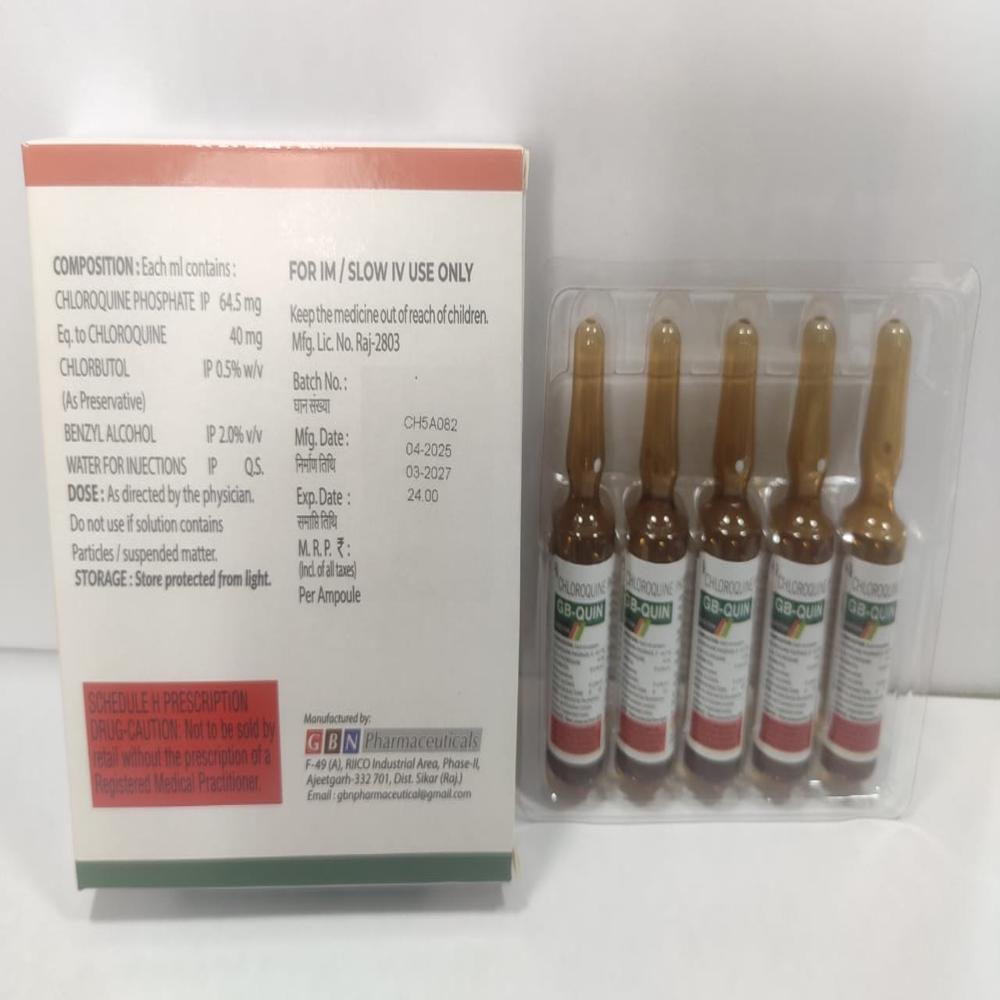 COMPOSITION : Each ml contains :
CHLOROQUINE PHOSPHATE IP 64.5 mg
Eq. to CHLOROQUINE 40 mg
CHLORBUTOL IP 0.5% w/v
(As Preservative)
BENZYL ALCOHOL IP 2.0% v/v
WATER FOR INJECTIONS IP Q.S.
DOSE : As directed by the physician.
Do not use if solution contains
Particles / suspended matter.
STORAGE : Store protected from light.
SCHEDULE H PRESCRIPTION
DRUG-CAUTION: Not to be sold by
retail without the prescription of a
Registered Medical Practitioner.
FOR IM / SLOW IV USE ONLY
Keep the medicine out of reach of children.
Mfg. Lic. No. Raj-2803
Batch No. :
घान संख्या
CH5A082
Mfg. Date :
04-2025
निर्माण तिथि
03-2027
Exp. Date :
24.00
समाप्ति तिथि
M. R. P. ₹ :
(Incl. of all taxes)
Per Ampoule
Manufactured by:
GBN Pharmaceuticals
F-49 (A), RIICO Industrial Area, Phase-II,
Ajeetgarh-332 701, Dist. Sikar (Raj.)
Email : gbnpharmaceutical@gmail.com
CHLOROQUINE
GB-QUIN
CHLOROQUINE
GB-QUIN
CHLOROQUINE
GB-QUIN
CHLOROQUINE
GB-QUIN
CHLOROQUINE
GB-QUIN